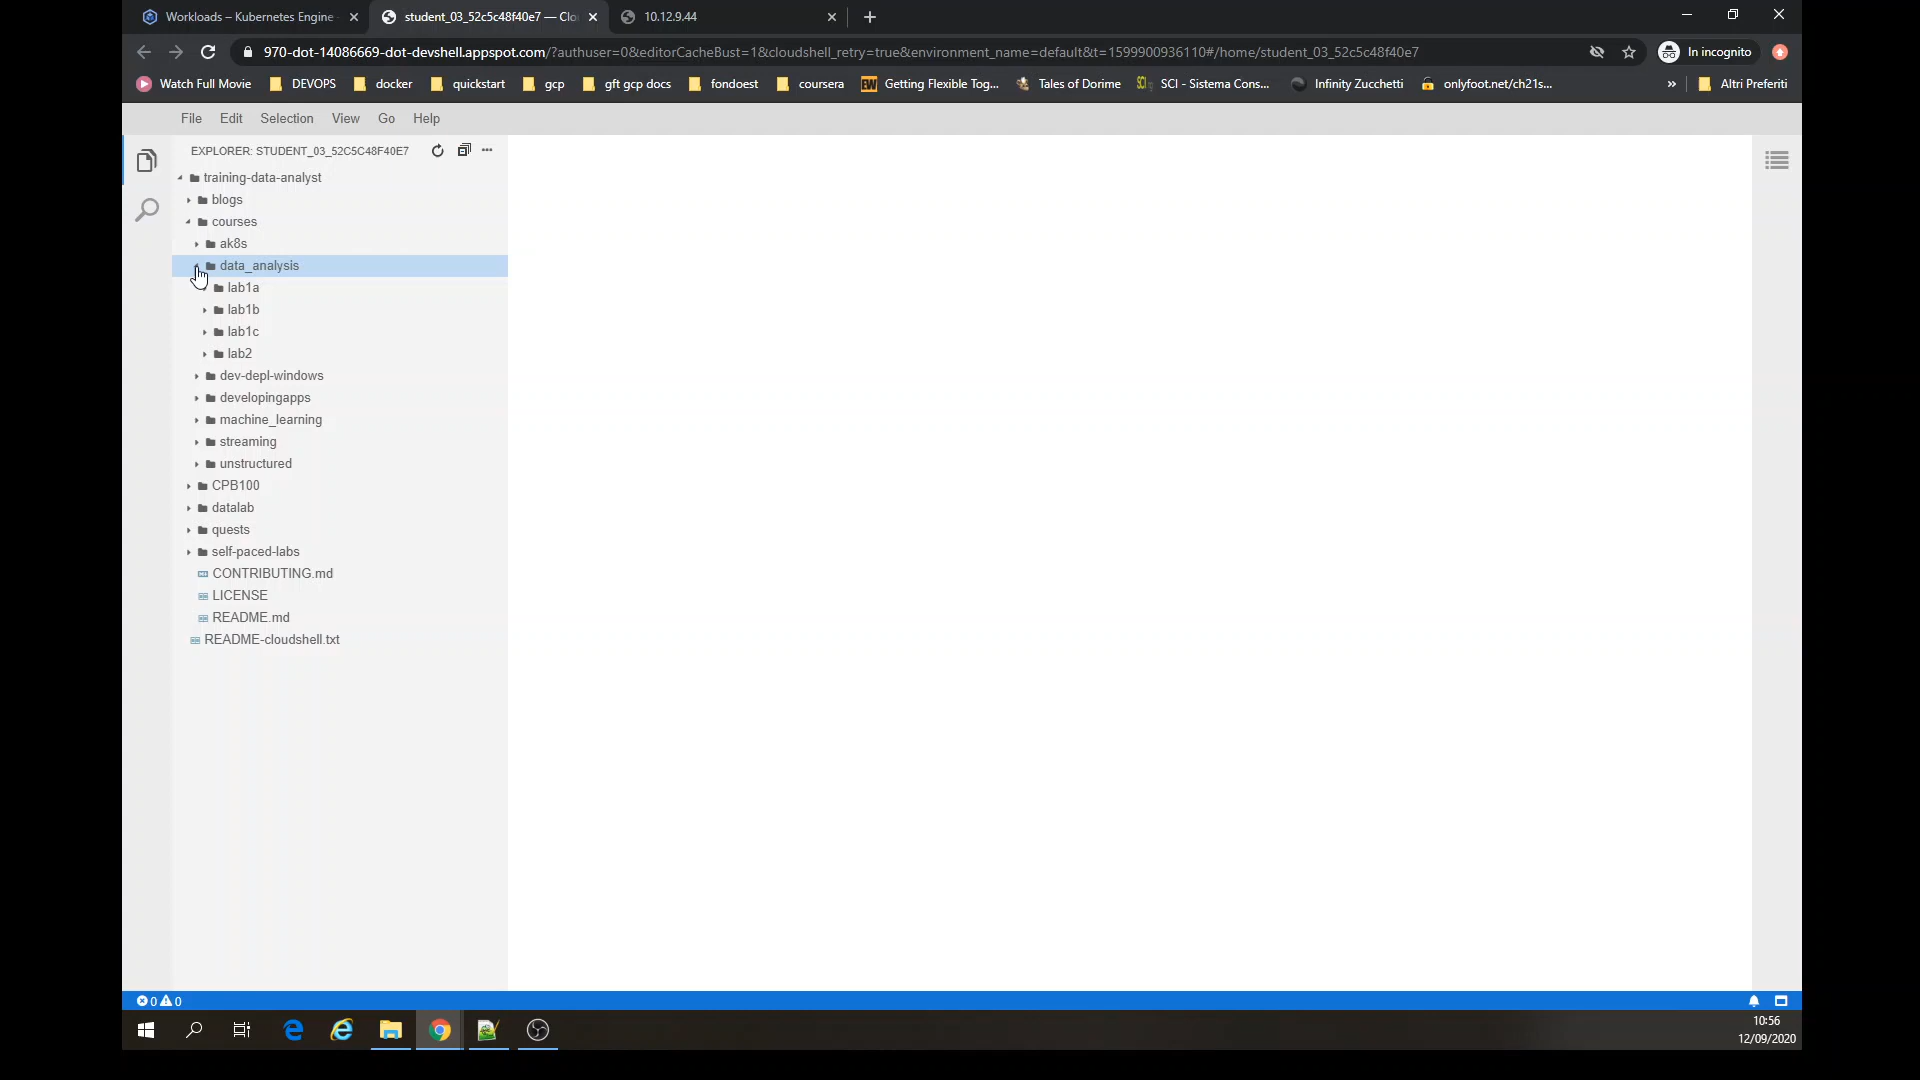 Workloads – Kubernetes Engine
student_03_52c5c48f40e7 — Clo
10.12.9.44
970-dot-14086669-dot-devshell.appspot.com/?authuser=0&editorCacheBust=1&cloudshell_retry=true&environment_name=default&t=1599900936110#/home/student_03_52c5c48f40e7
In incognito
Watch Full Movie
DEVOPS
docker
quickstart
gcp
gft gcp docs
fondoest
coursera
Getting Flexible Tog...
Tales of Dorime
SCI - Sistema Cons...
Infinity Zucchetti
onlyfoot.net/ch21s...
»
Altri Preferiti
File Edit Selection View Go Help
EXPLORER: STUDENT_03_52C5C48F40E7
training-data-analyst
blogs
courses
ak8s
data_analysis
lab1a
lab1b
lab1c
lab2
dev-depl-windows
developingapps
machine_learning
streaming
unstructured
CPB100
datalab
quests
self-paced-labs
CONTRIBUTING.md
LICENSE
README.md
README-cloudshell.txt
0 0
10:56
12/09/2020